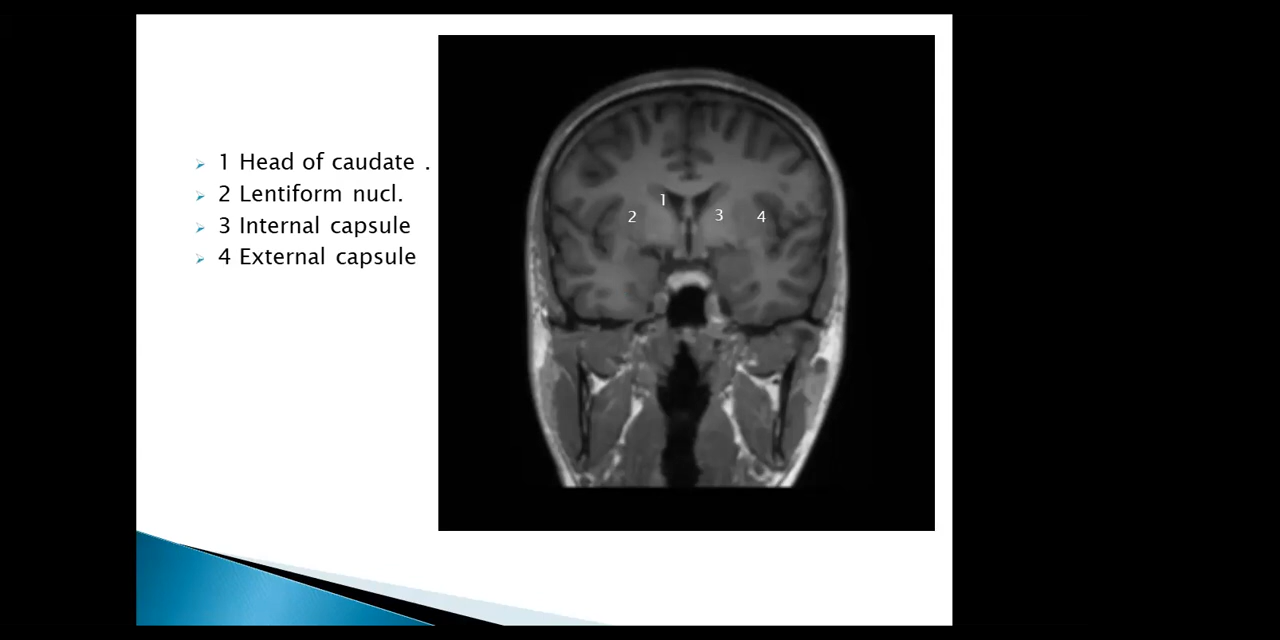 1 Head of caudate .
2 Lentiform nucl.
3 Internal capsule
4 External capsule
1
2
3
4